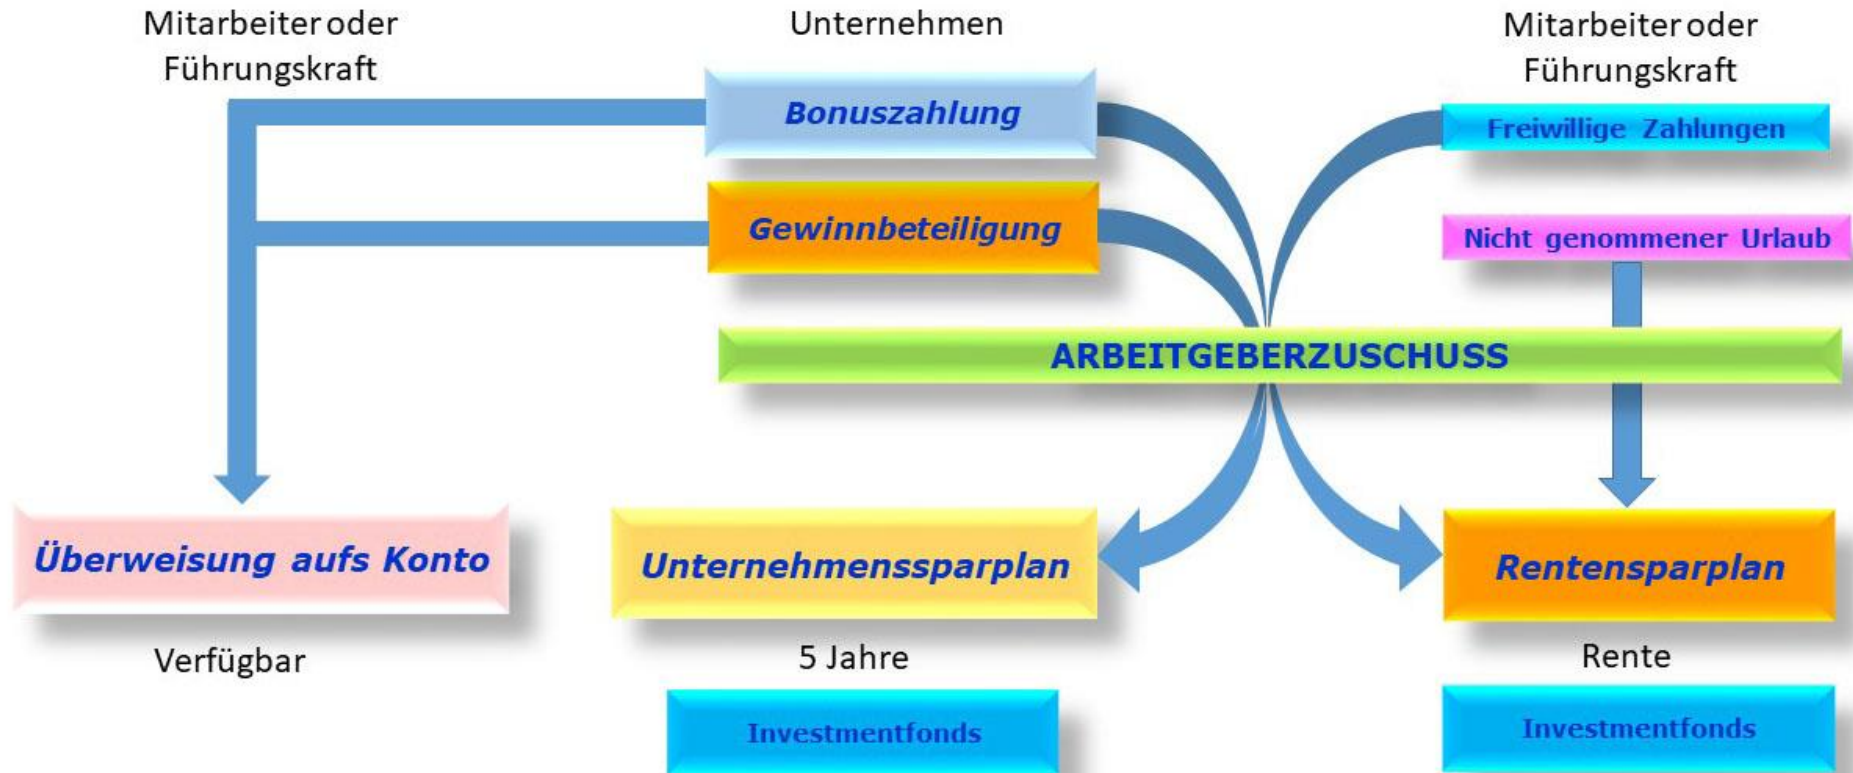 Mitarbeiter oder
Führungskraft
Unternehmen
Mitarbeiter oder
Führungskraft
Bonuszahlung
Freiwillige Zahlungen
Gewinnbeteiligung
Nicht genommener Urlaub
ARBEITGEBERZUSCHUSS
Überweisung aufs Konto
Unternehmenssparplan
Rentensparplan
Verfügbar
5 Jahre
Rente
Investmentfonds
Investmentfonds